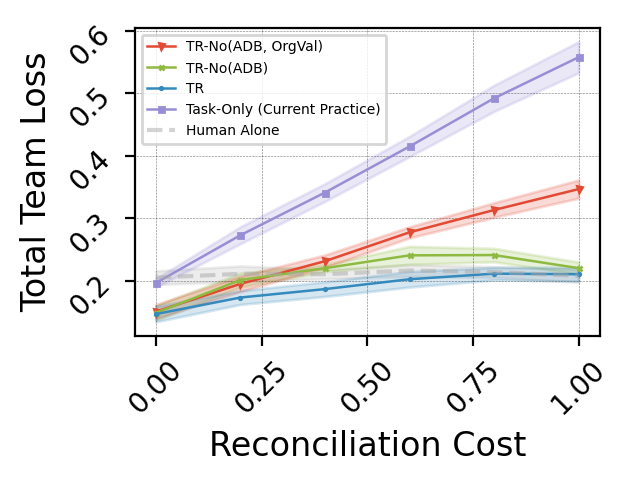 0.6
0.5
0.4
0.3
0.2
Total Team Loss
TR-No(ADB, OrgVal)
TR-No(ADB)
TR
Task-Only (Current Practice)
Human Alone
0.00
0.25
0.50
0.75
1.00
Reconciliation Cost